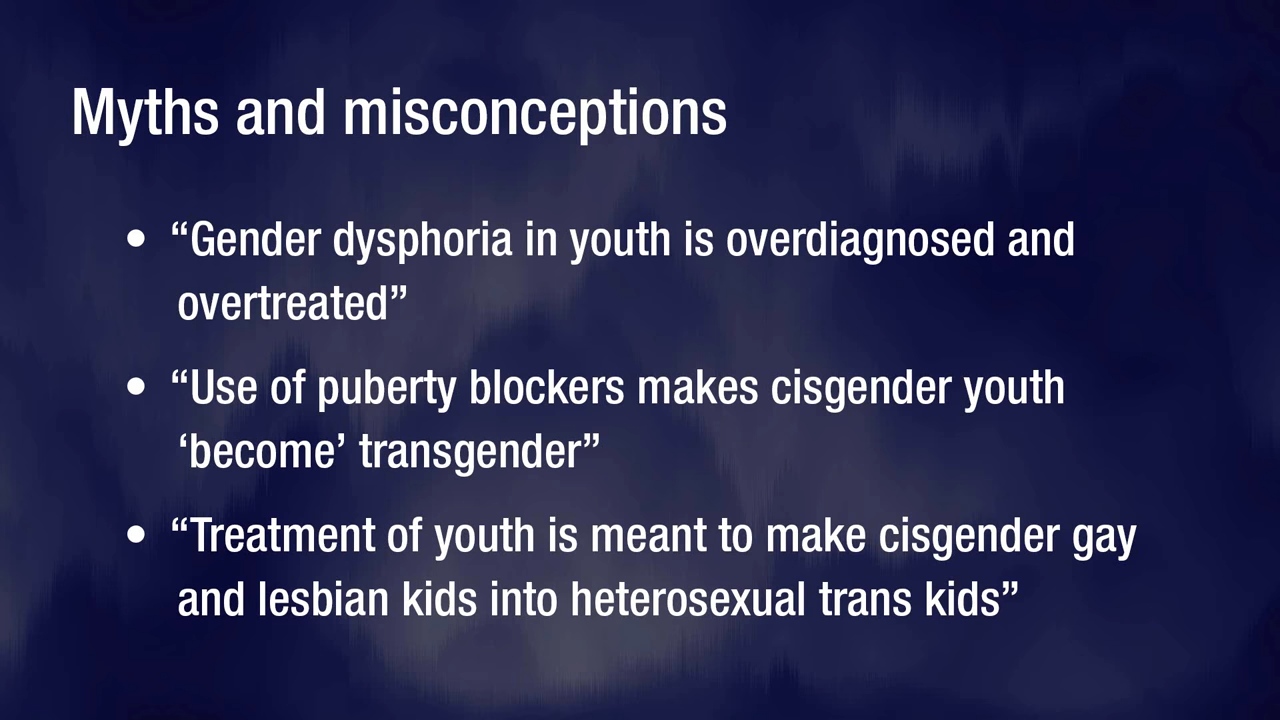 Myths and misconceptions
• “Gender dysphoria in youth is overdiagnosed and
overtreated”
• “Use of puberty blockers makes cisgender youth
‘become’ transgender”
• “Treatment of youth is meant to make cisgender gay
and lesbian kids into heterosexual trans kids”